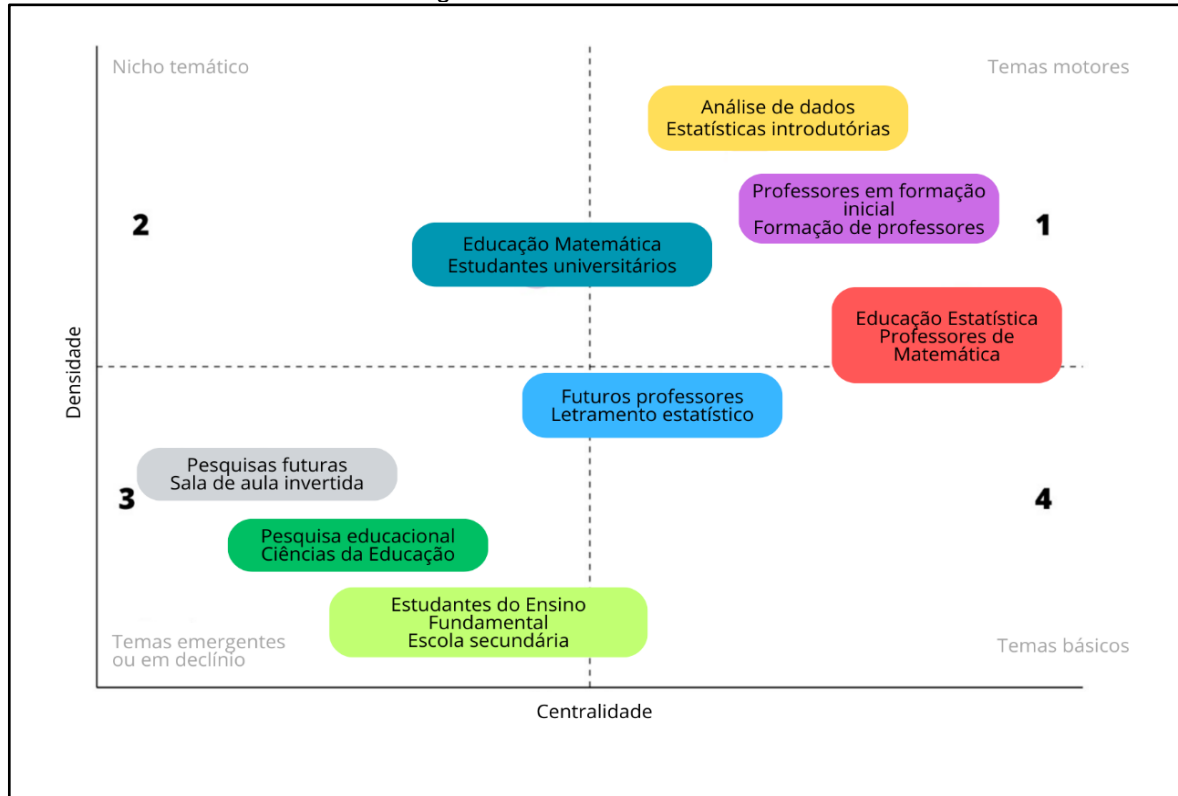 Nicho temático
Temas motores
Análise de dados
Estatísticas introdutórias
Professores em formação
inicial
Formação de professores
2
1
Educação Matemática
Estudantes universitários
Educação Estatística
Professores de
Matemática
Densidade
Futuros professores
Letramento estatístico
Pesquisas futuras
Sala de aula invertida
3
4
Pesquisa educacional
Ciências da Educação
Estudantes do Ensino
Fundamental
Escola secundária
Temas emergentes
ou em declínio
Temas básicos
Centralidade